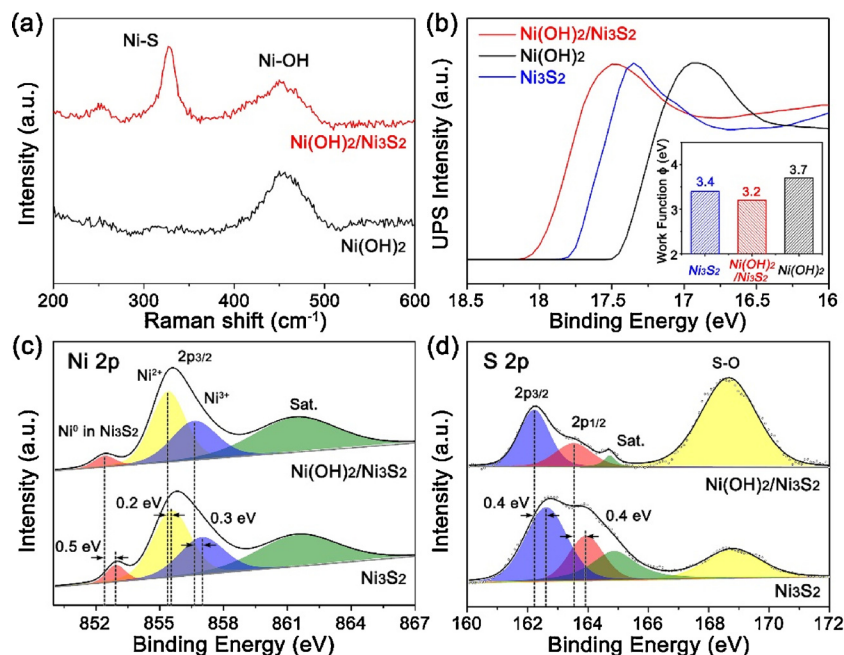 (a)
Ni-S
Ni-OH
Ni(OH)2/Ni3S2
Ni(OH)2
Intensity (a.u.)
200 300 400 500 600
Raman shift (cm-1)
(b)
Ni(OH)2/Ni3S2
Ni(OH)2
Ni3S2
UPS Intensity (a.u.)
Work Function ϕ (eV)
4
3
2
3.4
3.2
3.7
Ni3S2
Ni(OH)2
/Ni3S2
Ni(OH)2
18.5 18 17.5 17 16.5 16
Binding Energy (eV)
(c)
Ni 2p
2p3/2
Ni2+
Ni3+
Sat.
Ni0 in Ni3S2
Ni(OH)2/Ni3S2
0.2 eV
0.3 eV
0.5 eV
Ni3S2
Intensity (a.u.)
852 855 858 861 864 867
Binding Energy (eV)
(d)
S 2p
S-O
2p3/2
2p1/2
Sat.
Ni(OH)2/Ni3S2
0.4 eV
0.4 eV
Ni3S2
Intensity (a.u.)
160 162 164 166 168 170 172
Binding Energy (eV)